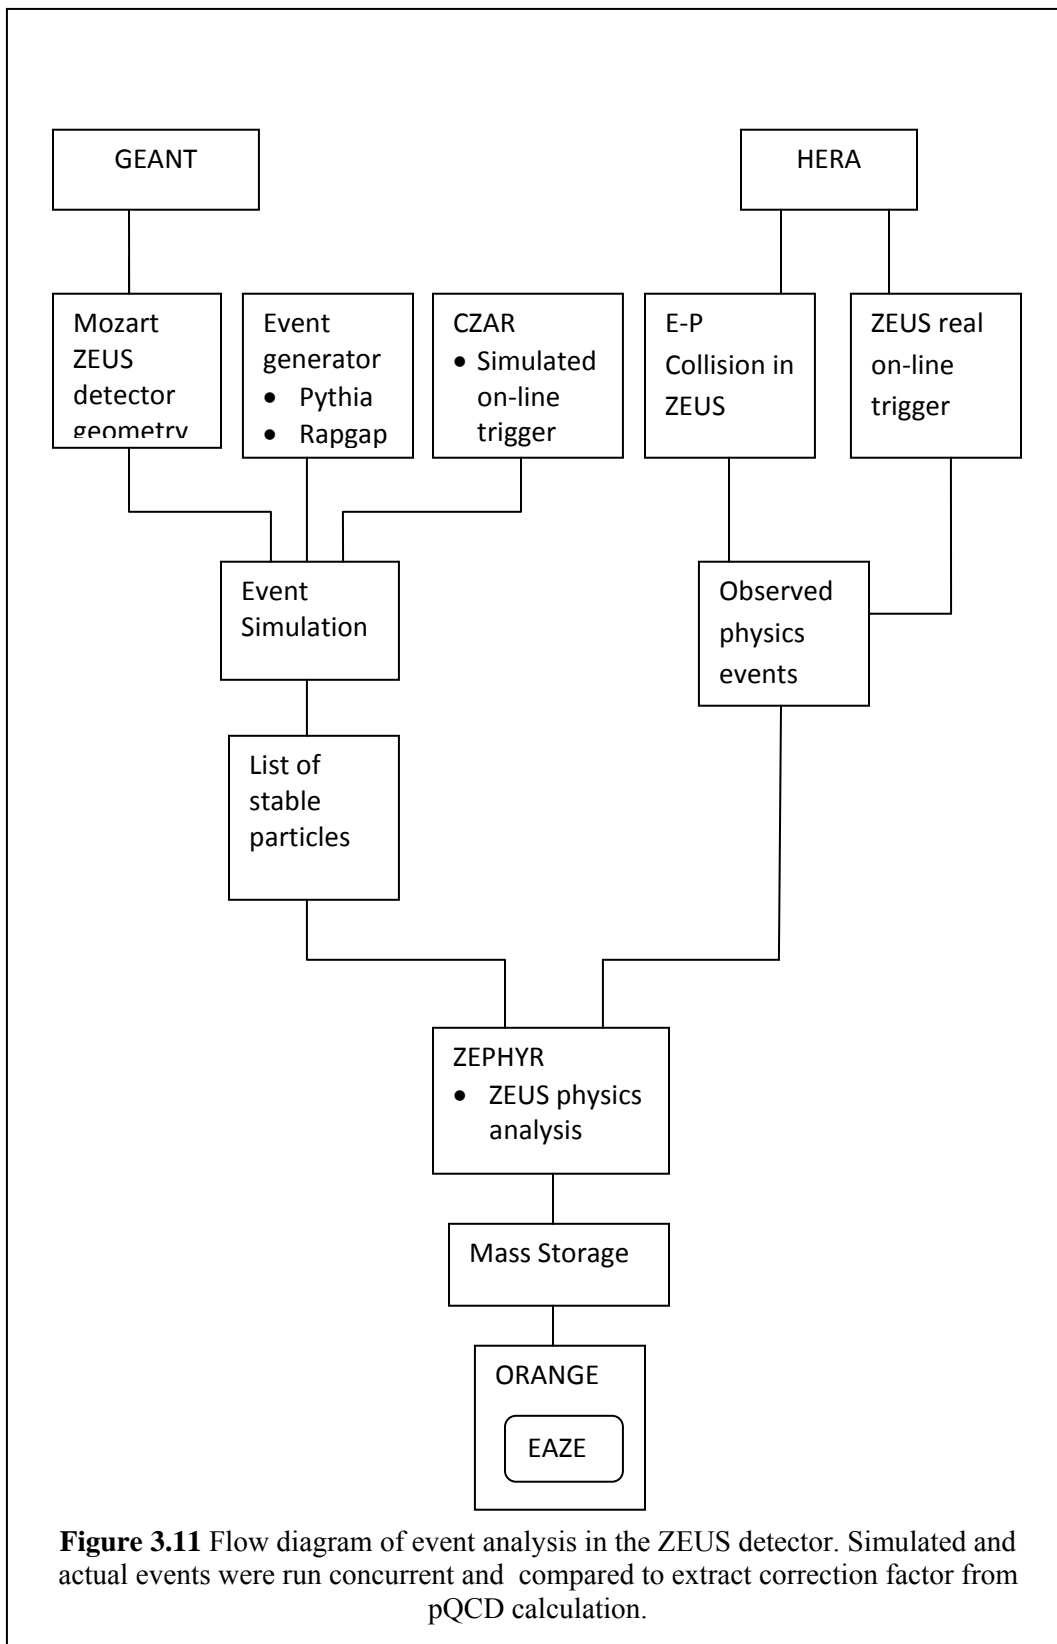 GEANT
HERA
Mozart
ZEUS
detector
geometry
Event
generator
• Pythia
• Rapgap
CZAR
• Simulated
on-line
trigger
E-P
Collision in
ZEUS
ZEUS real
on-line
trigger
Event
Simulation
Observed
physics
events
List of
stable
particles
ZEPHYR
• ZEUS physics
analysis
Mass Storage
ORANGE
EAZE
Figure 3.11 Flow diagram of event analysis in the ZEUS detector. Simulated and
actual events were run concurrent and compared to extract correction factor from
pQCD calculation.